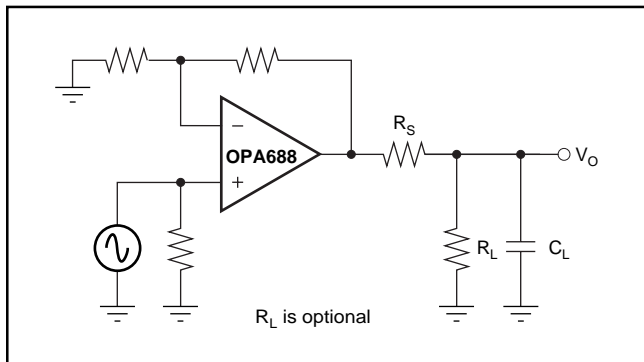 R_S
−
OPA688
+
V_O
R_L
C_L
R_L is optional